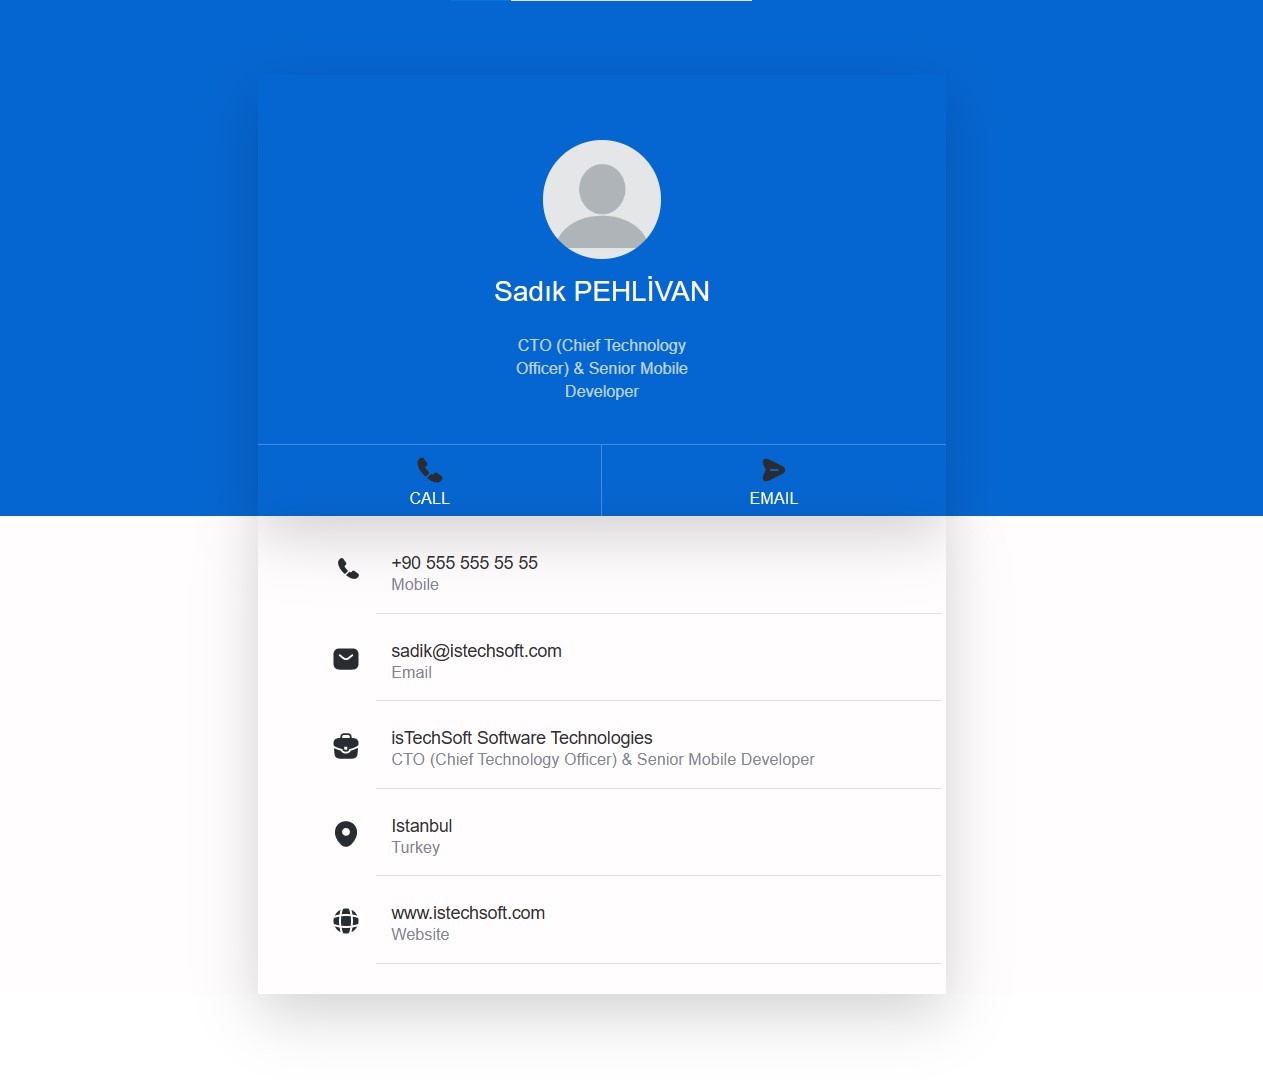 Sadık PEHLİVAN
CTO (Chief Technology
Officer) & Senior Mobile
Developer
CALL
EMAIL
+90 555 555 55 55
Mobile
sadik@istechsoft.com
Email
isTechSoft Software Technologies
CTO (Chief Technology Officer) & Senior Mobile Developer
Istanbul
Turkey
www.istechsoft.com
Website